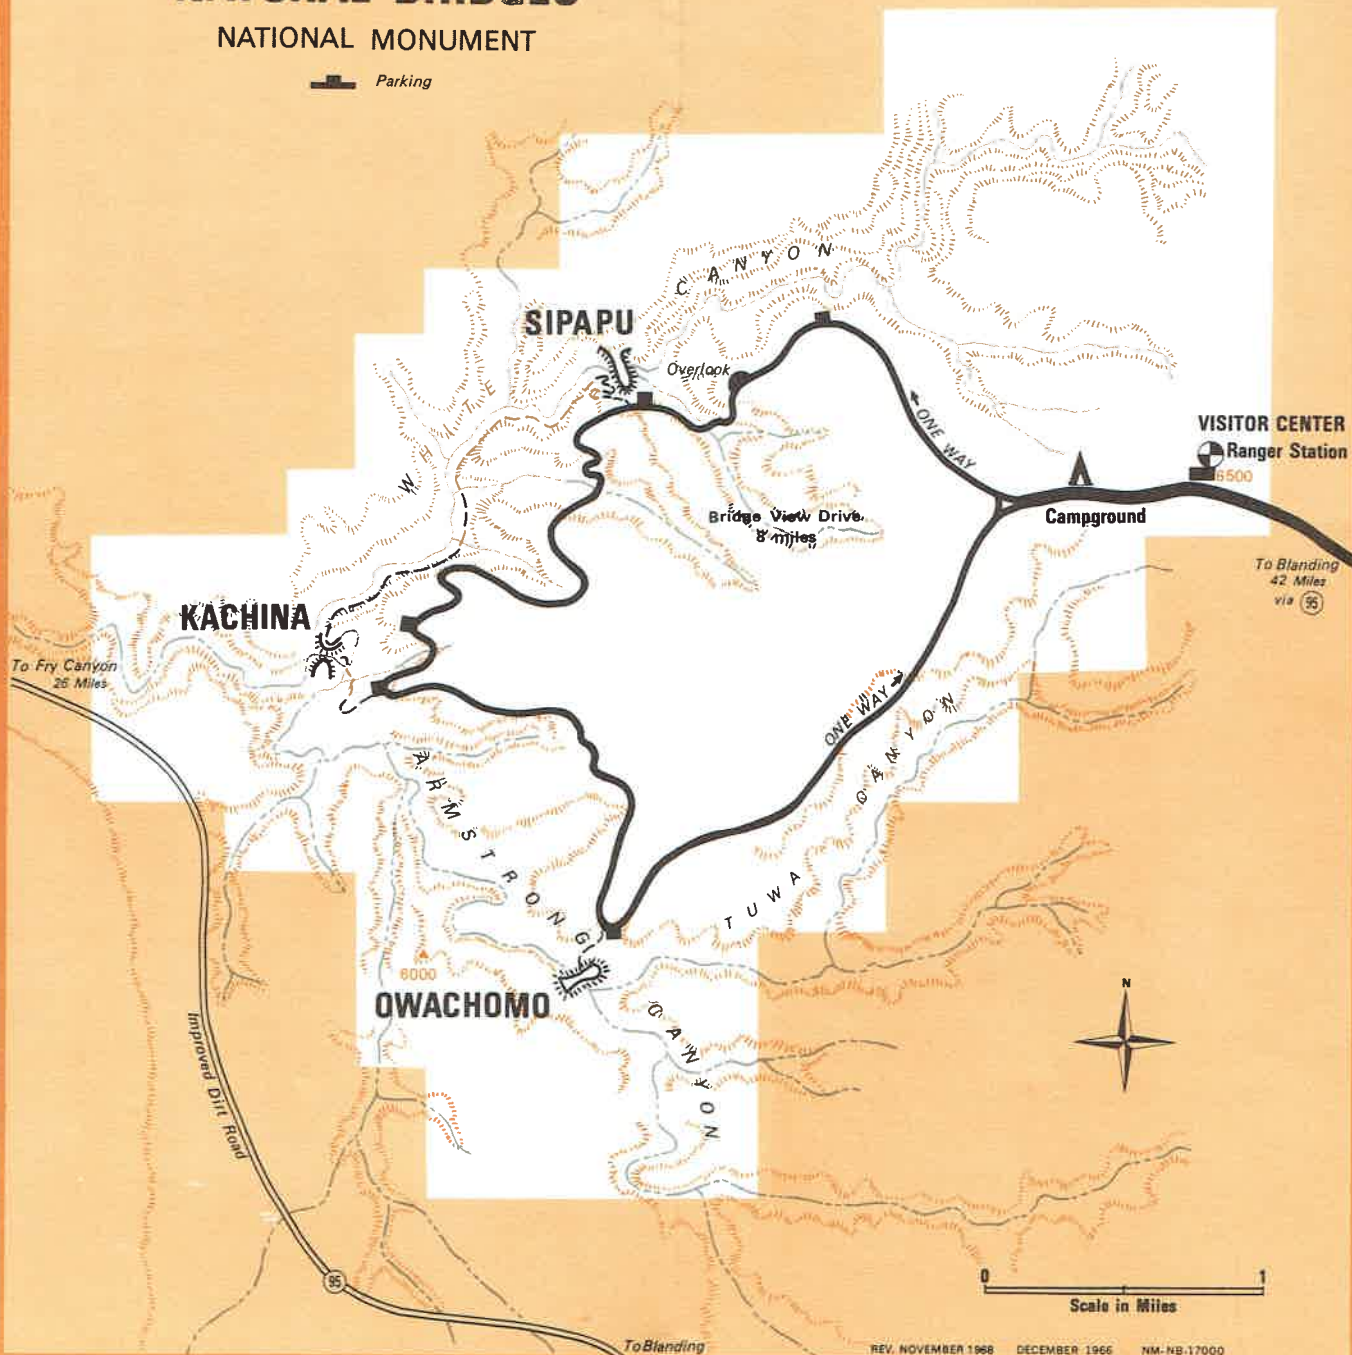 NATIONAL MONUMENT
Parking
CANYON
SIPAPU
Overlook
WHITE
ONE WAY
VISITOR CENTER
Ranger Station
6500
Campground
Bridge View Drive
8 miles
To Blanding
42 Miles
via 95
KACHINA
To Fry Canyon
26 Miles
ONE WAY
CANYON
ARMSTRONG
TUWA
6000
OWACHOMO
CANYON
N
Improved Dirt Road
95
0 1
Scale in Miles
To Blanding
REV. NOVEMBER 1968 DECEMBER 1966 NM-NB-17000